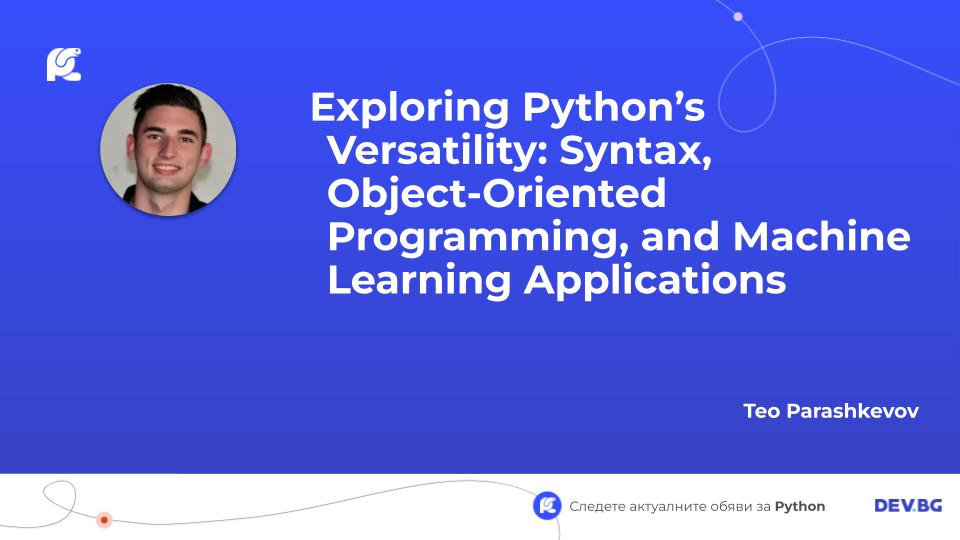 Exploring Python’s
Versatility: Syntax,
Object-Oriented
Programming, and Machine
Learning Applications
Teo Parashkevov
Следете актуалните обяви за Python
DEV.BG